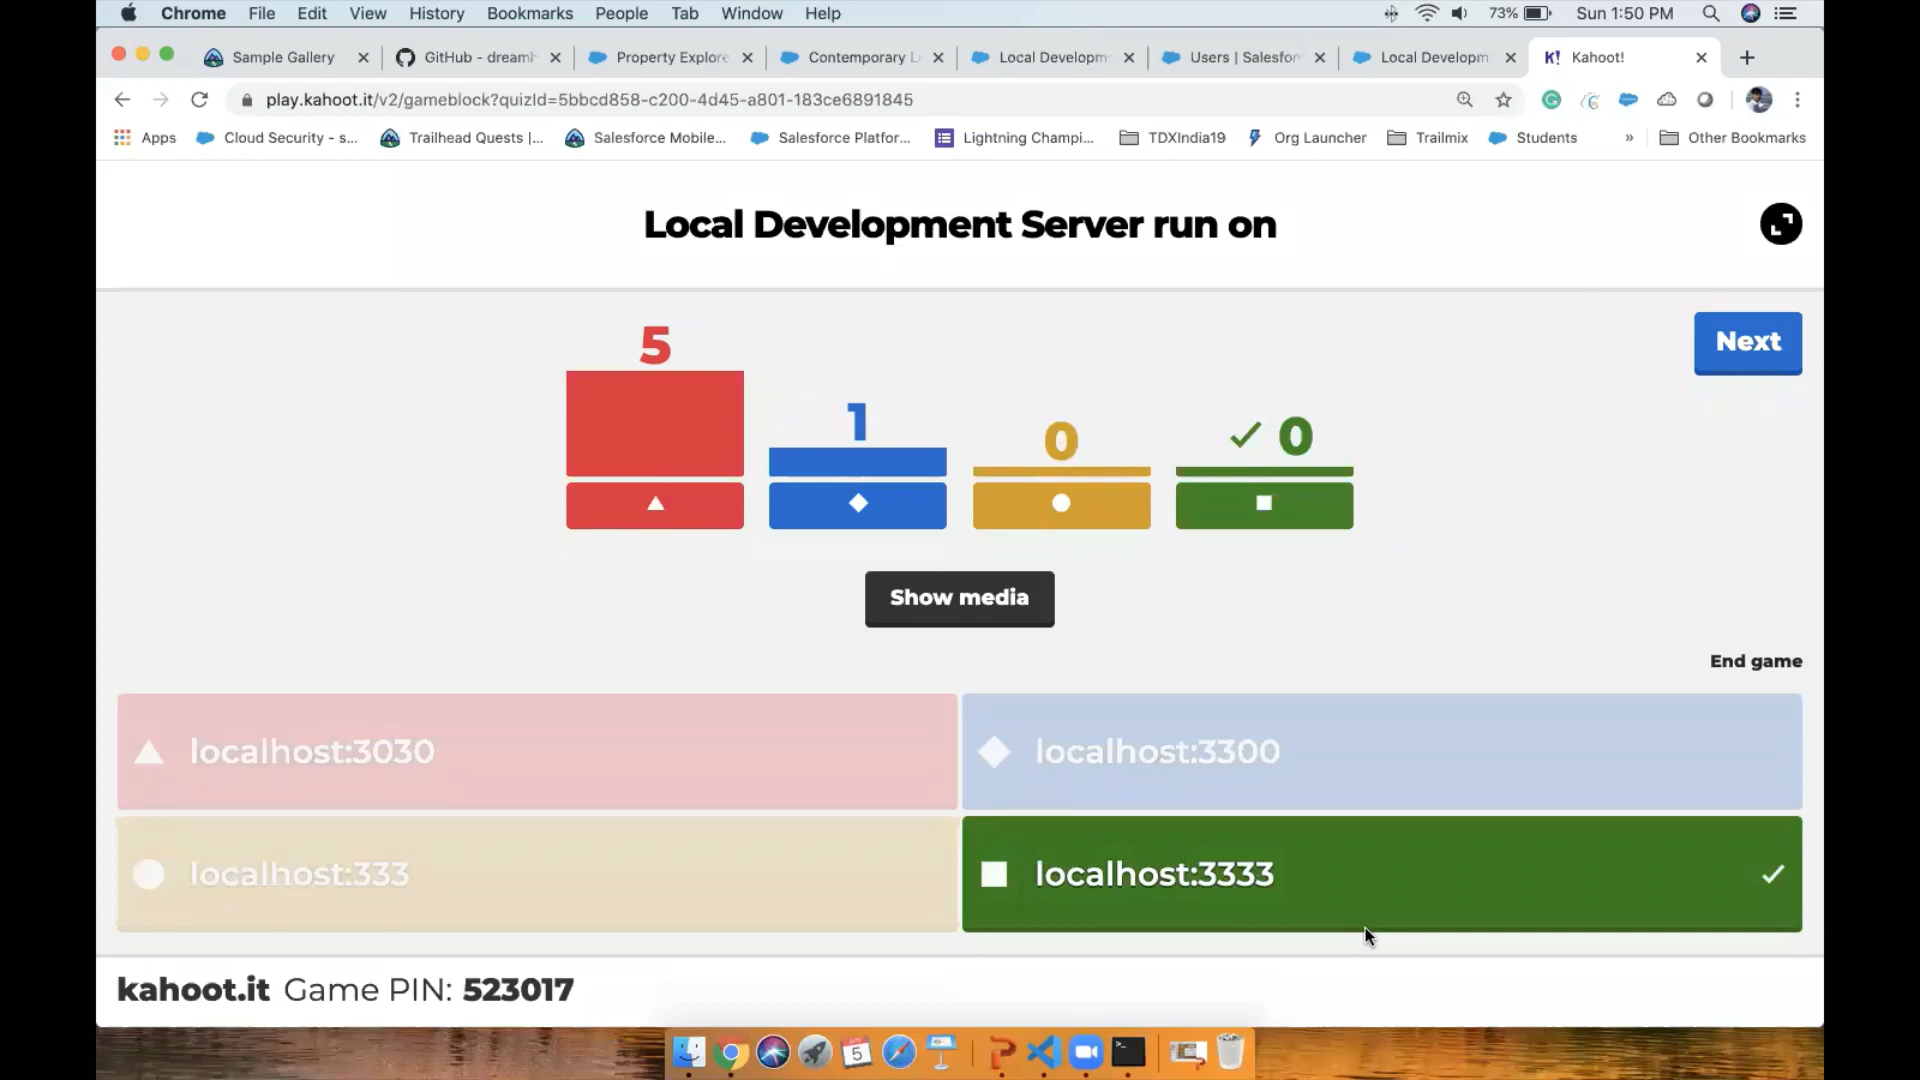 Chrome File Edit View History Bookmarks People Tab Window Help 73% Sun 1:50 PM
Sample Gallery GitHub - dreamh Property Explore Contemporary L Local Developm Users | Salesfor Local Developm K! Kahoot!
play.kahoot.it/v2/gameblock?quizId=5bbcd858-c200-4d45-a801-183ce6891845
Apps Cloud Security - s... Trailhead Quests |... Salesforce Mobile... Salesforce Platfor... Lightning Champi... TDXIndia19 Org Launcher Trailmix Students » Other Bookmarks
Local Development Server run on
5
1
0
0
Next
Show media
End game
localhost:3030
localhost:3300
localhost:333
localhost:3333
kahoot.it Game PIN: 523017
5